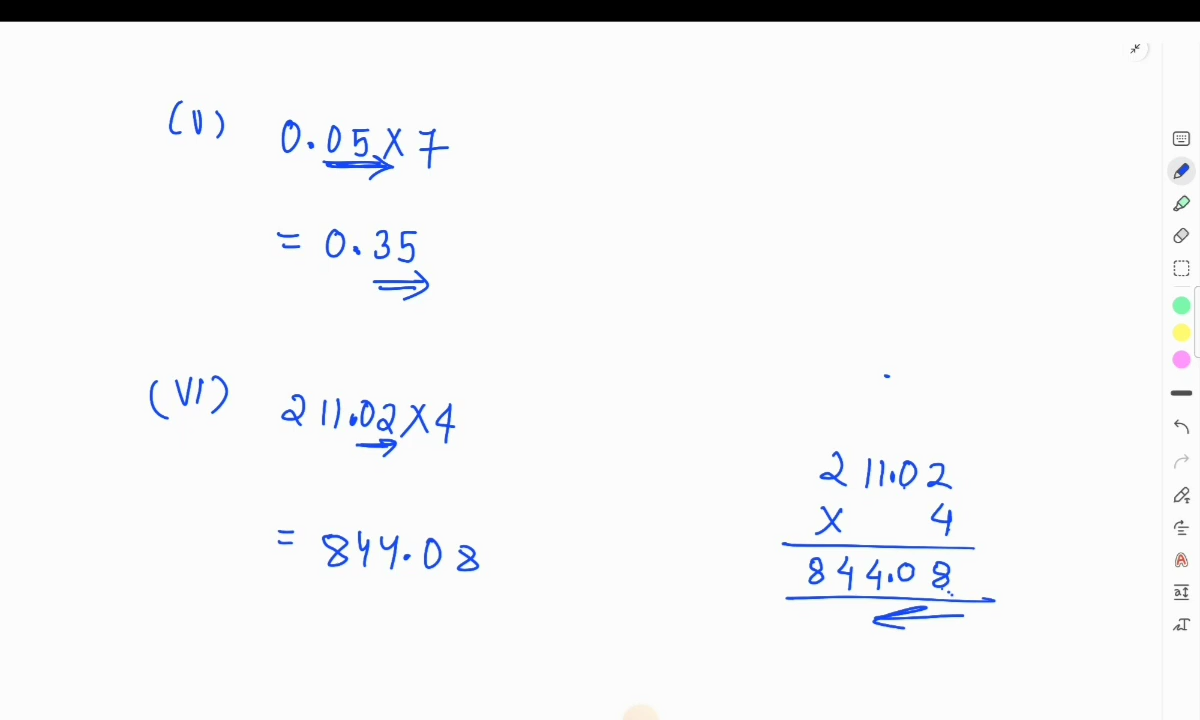 (V) 0.05 X 7
= 0.35
(VI) 211.02 X 4
= 844.08
211.02
X 4
844.08